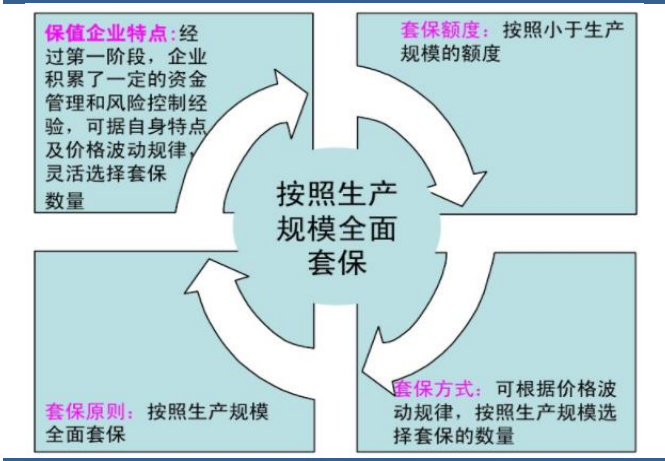 保值企业特点:经
过第一阶段，企业
积累了一定的资金
管理和风险控制经
验，可据自身特点
及价格波动规律，
灵活选择套保
数量
套保额度：按照小于生产
规模的额度
按照生产
规模全面
套保
套保原则：按照生产规模
全面套保
套保方式：可根据价格波
动规律，按照生产规模选
择套保的数量